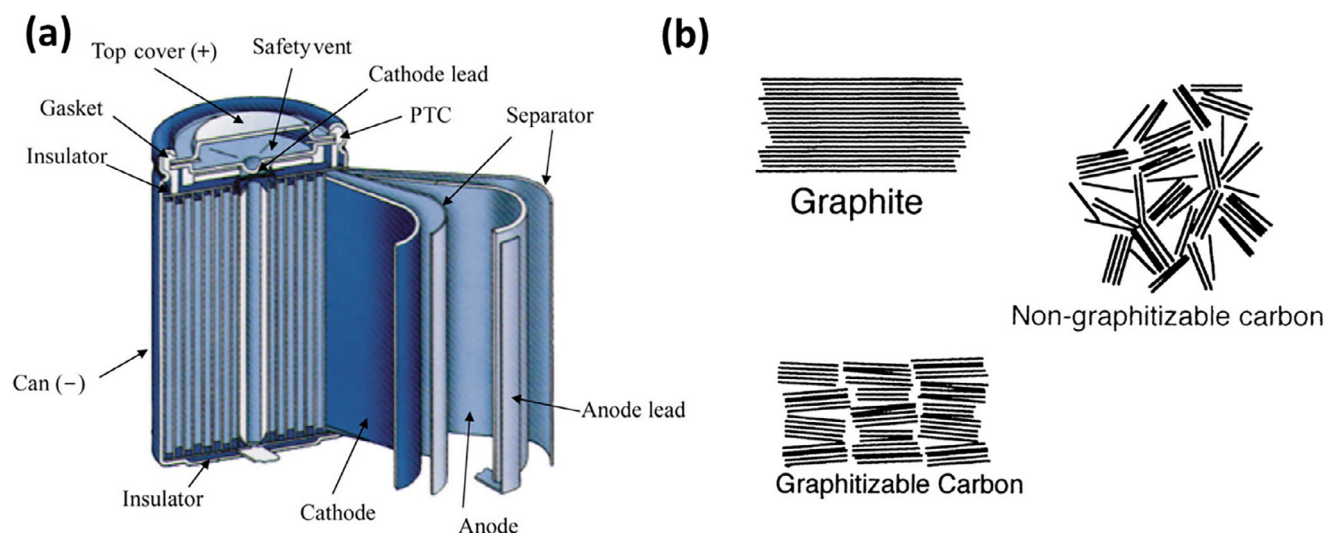 (a)
Top cover (+)
Safety vent
Cathode lead
Gasket
PTC
Separator
Insulator
Can (−)
Anode lead
Insulator
Cathode
Anode
(b)
Graphite
Non-graphitizable carbon
Graphitizable Carbon